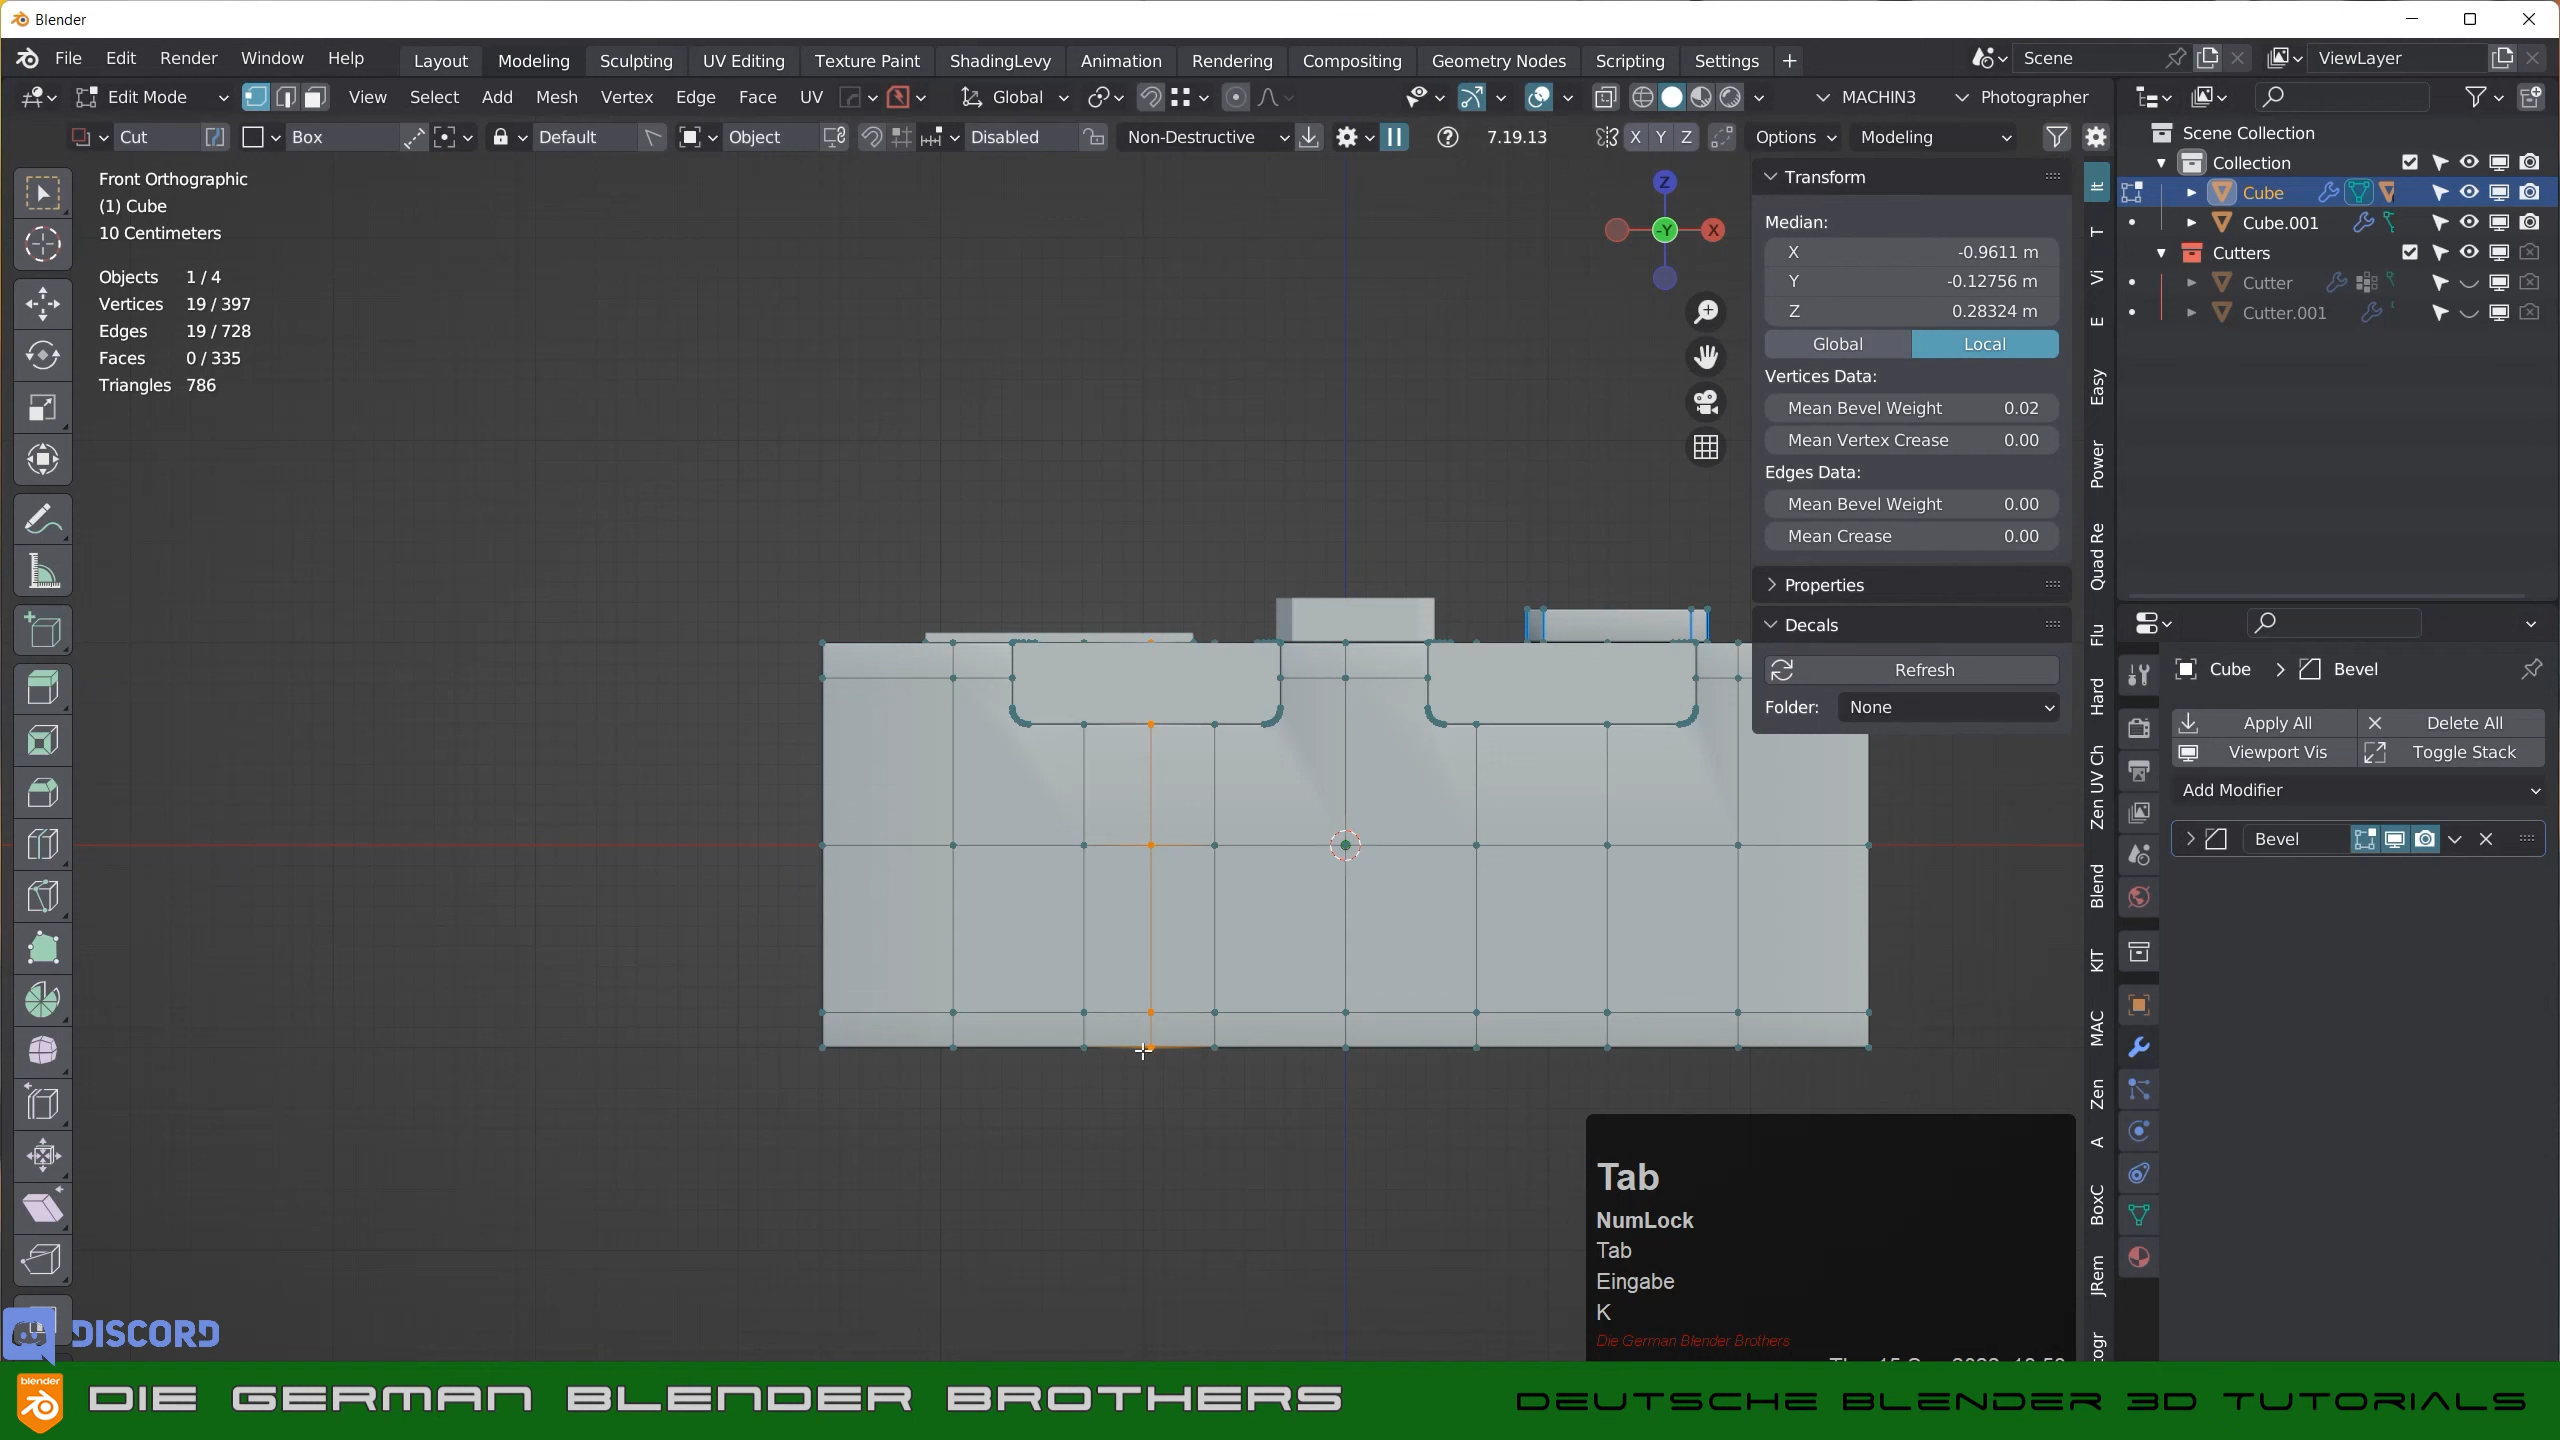 Blender
File Edit Render Window Help Layout Modeling Sculpting UV Editing Texture Paint ShadingLevy Animation Rendering Compositing Geometry Nodes Scripting Settings + Scene ViewLayer
Edit Mode View Select Add Mesh Vertex Edge Face UV Global MACHIN3 Photographer
Cut Box Default Object Disabled Non-Destructive 7.19.13 X Y Z Options Modeling
Front Orthographic
(1) Cube
10 Centimeters
Objects 1 / 4
Vertices 19 / 397
Edges 19 / 728
Faces 0 / 335
Triangles 786
Z
-Y
X
Transform
Median:
X -0.9611 m
Y -0.12756 m
Z 0.28324 m
Global Local
Vertices Data:
Mean Bevel Weight 0.02
Mean Vertex Crease 0.00
Edges Data:
Mean Bevel Weight 0.00
Mean Crease 0.00
Properties
Decals
Refresh
Folder: None
It
T
Vi
E
Easy
Power
Quad Re
Flu
Hard
Zen UV Ch
Blend
KIT
MAC
Zen
A
BoxC
JRem
togr
Scene Collection
Collection
Cube
Cube.001
Cutters
Cutter
Cutter.001
Cube > Bevel
Apply All Delete All
Viewport Vis Toggle Stack
Add Modifier
Bevel
Tab
NumLock
Tab
Eingabe
K
Die German Blender Brothers
DISCORD
blender
DIE GERMAN BLENDER BROTHERS
DEUTSCHE BLENDER 3D TUTORIALS